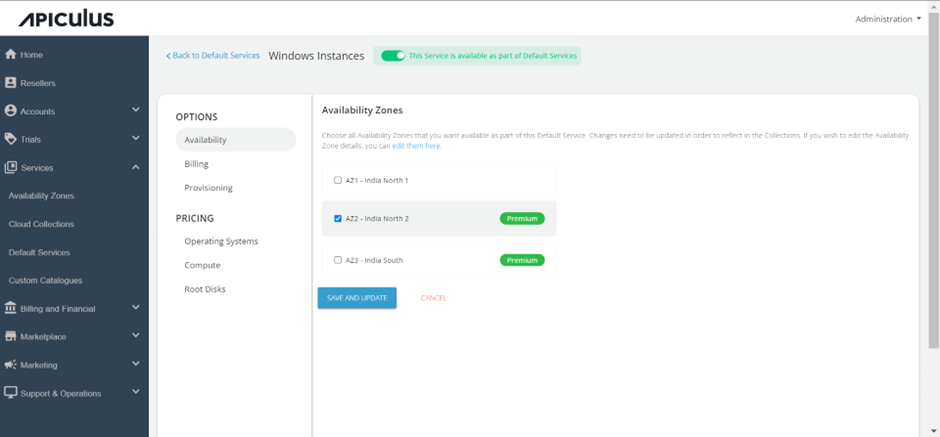 APICULUS
Administration
Home
Resellers
Accounts
Trials
Services
Availability Zones
Cloud Collections
Default Services
Custom Catalogues
Billing and Financial
Marketplace
Marketing
Support & Operations
Back to Default Services
Windows Instances
This Service is available as part of Default Services
OPTIONS
Availability
Billing
Provisioning
PRICING
Operating Systems
Compute
Root Disks
Availability Zones
Choose all Availability Zones that you want available as part of this Default Service. Changes need to be updated in order to reflect in the Collections. If you wish to edit the Availability
Zone details, you can edit them here.
AZ1 - India North 1
AZ2 - India North 2 Premium
AZ3 - India South Premium
SAVE AND UPDATE CANCEL